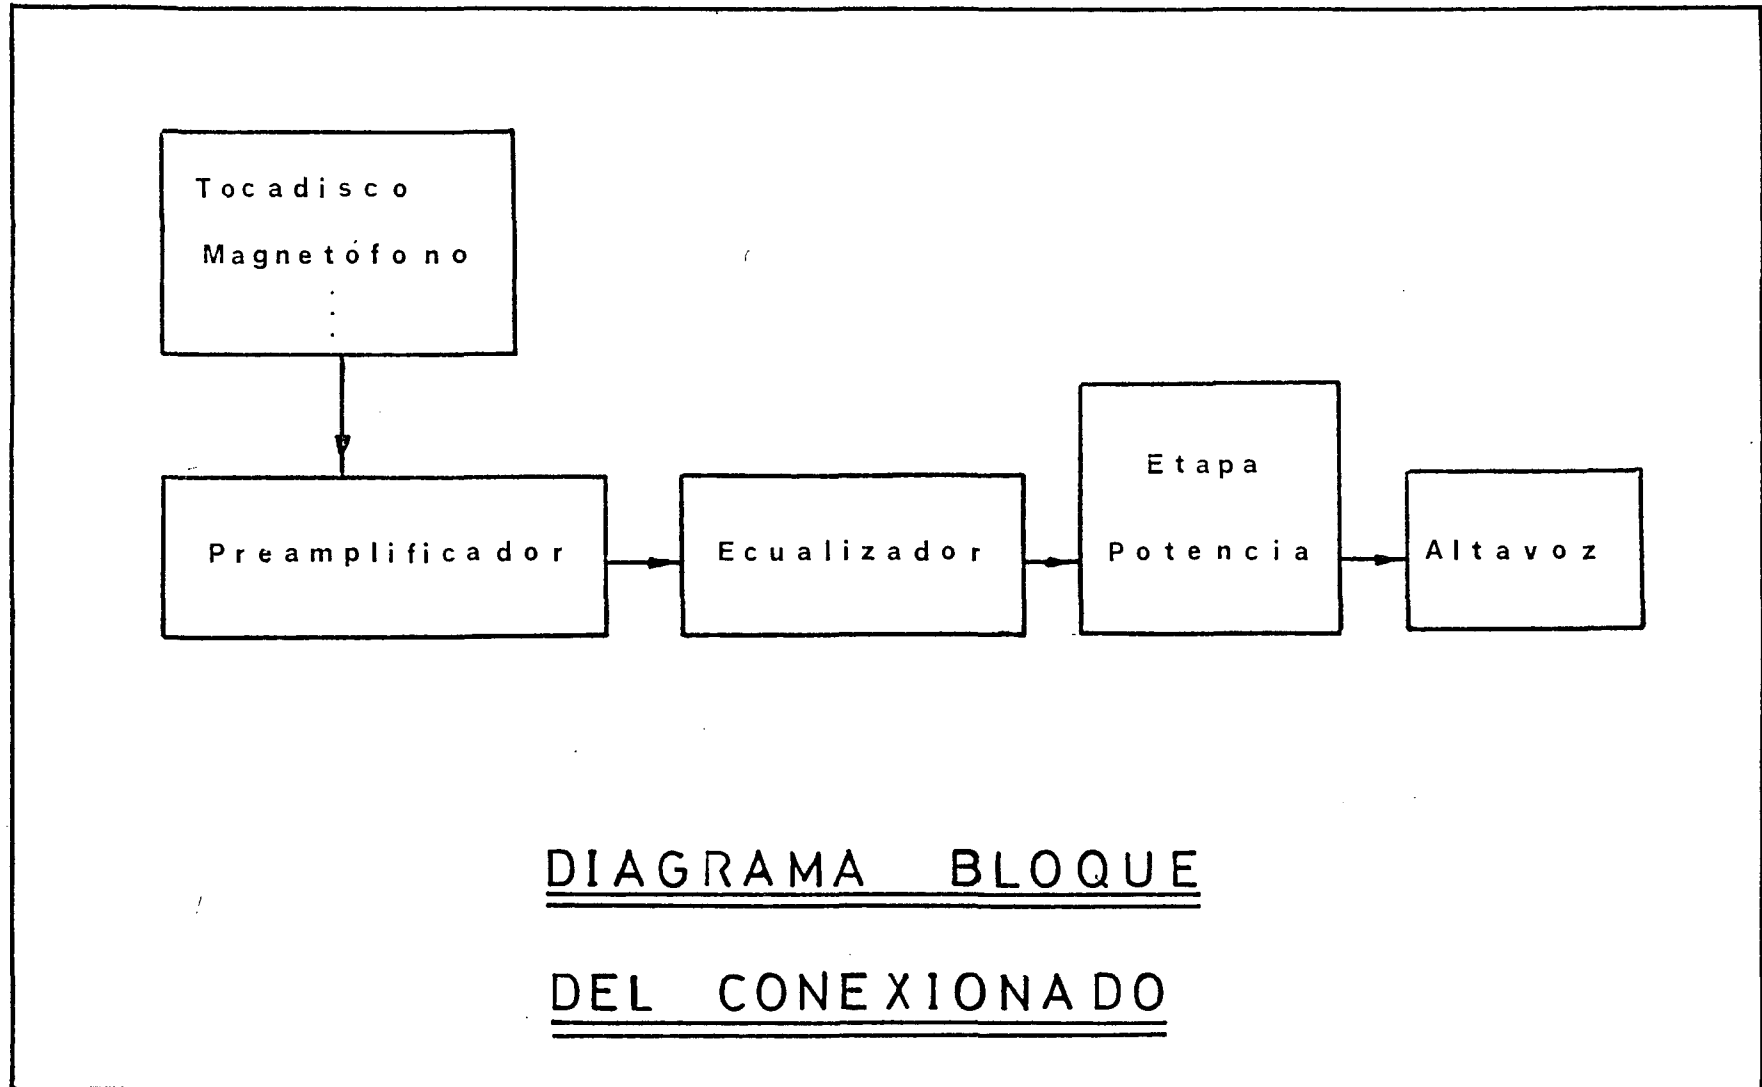 Tocadisco
Magnetófono
.
.
.
Preamplificador
Ecualizador
Etapa
Potencia
Altavoz
DIAGRAMA BLOQUE
DEL CONEXIONADO